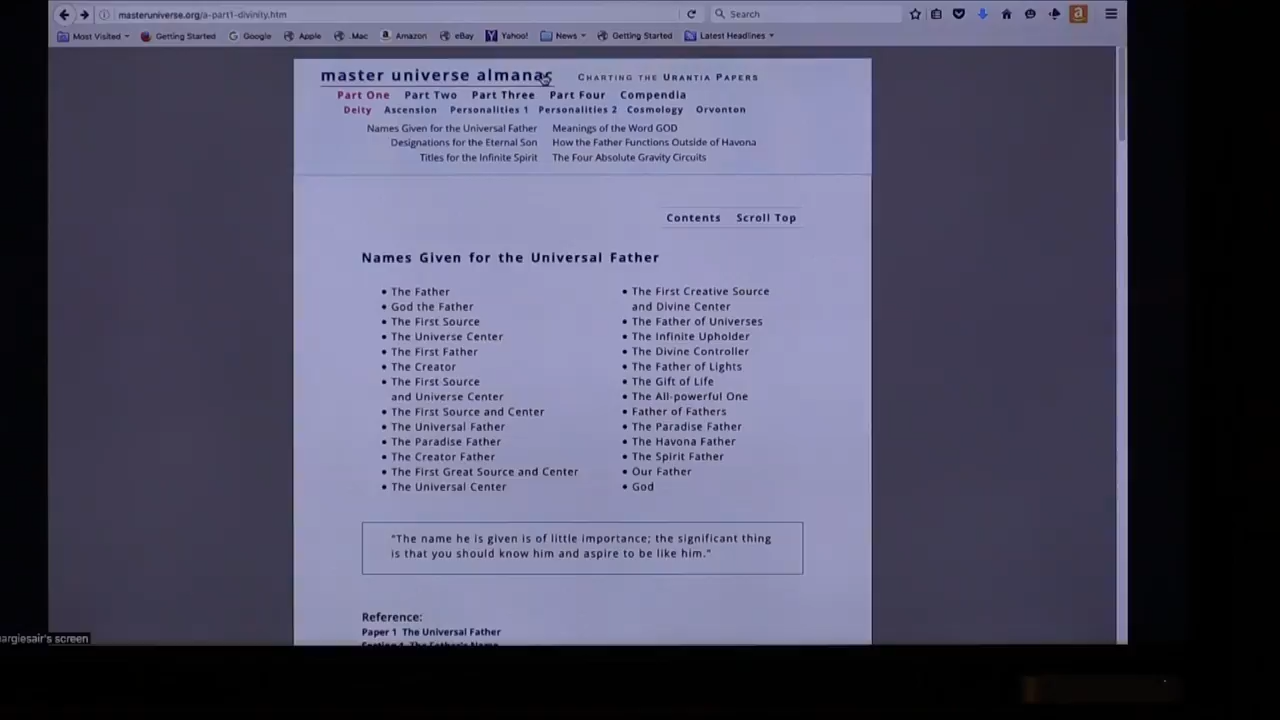 masteruniverse.org/a-part1-divinity.htm
Search
Most Visited Getting Started Google Apple .Mac Amazon eBay Yahoo! News Getting Started Latest Headlines
master universe almanac CHARTING THE URANTIA PAPERS
Part One Part Two Part Three Part Four Compendia
Deity Ascension Personalities 1 Personalities 2 Cosmology Orvonton
Names Given for the Universal Father Meanings of the Word GOD
Designations for the Eternal Son How the Father Functions Outside of Havona
Titles for the Infinite Spirit The Four Absolute Gravity Circuits
Contents Scroll Top
Names Given for the Universal Father
• The Father
• God the Father
• The First Source
• The Universe Center
• The First Father
• The Creator
• The First Source
and Universe Center
• The First Source and Center
• The Universal Father
• The Paradise Father
• The Creator Father
• The First Great Source and Center
• The Universal Center
• The First Creative Source
and Divine Center
• The Father of Universes
• The Infinite Upholder
• The Divine Controller
• The Father of Lights
• The Gift of Life
• The All-powerful One
• Father of Fathers
• The Paradise Father
• The Havona Father
• The Spirit Father
• Our Father
• God
"The name he is given is of little importance; the significant thing
is that you should know him and aspire to be like him."
Reference:
Paper 1 The Universal Father
Section 1 The Father's Name
argiesair's screen